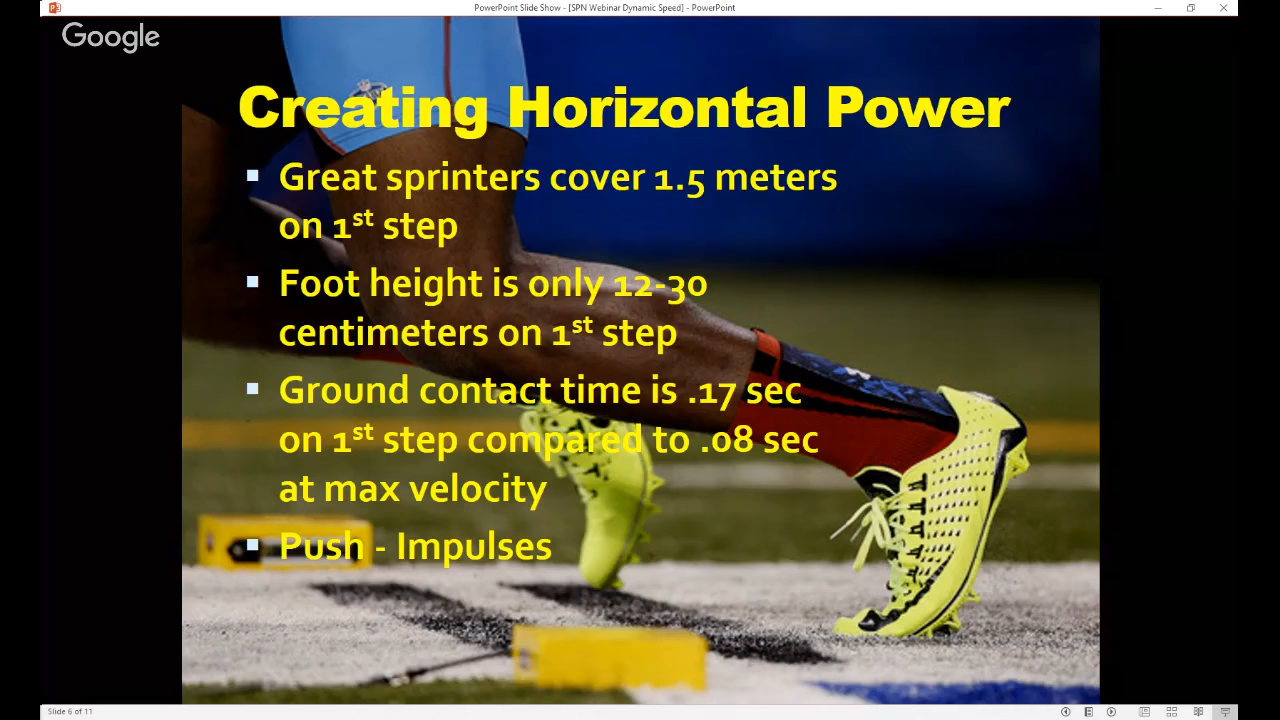 PowerPoint Slide Show - [SPN Webinar Dynamic Speed] - PowerPoint
Google
Creating Horizontal Power
▪ Great sprinters cover 1.5 meters
on 1st step
▪ Foot height is only 12-30
centimeters on 1st step
▪ Ground contact time is .17 sec
on 1st step compared to .08 sec
at max velocity
▪ Push - Impulses
Slide 6 of 11